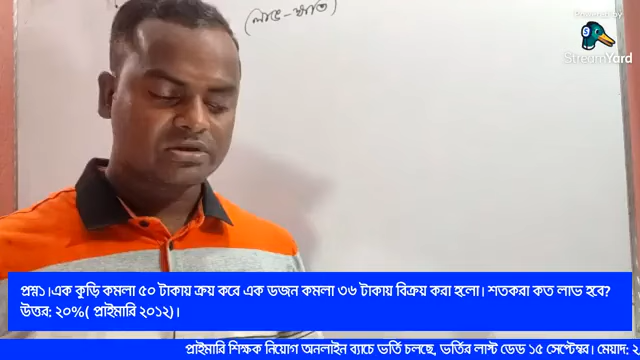 (লাভ-ক্ষতি)
Powered by
StreamYard
প্রশ্ন১।এক কুড়ি কমলা ৫০ টাকায় ক্রয় করে এক ডজন কমলা ৩৬ টাকায় বিক্রয় করা হলো। শতকরা কত লাভ হবে?
উত্তর: ২০%( প্রাইমারি ২০১২)।
প্রাইমারি শিক্ষক নিয়োগ অনলাইন ব্যাচে ভর্তি চলছে, ভর্তির লাস্ট ডেড ১৫ সেপ্টেম্বর। মেয়াদ: ২